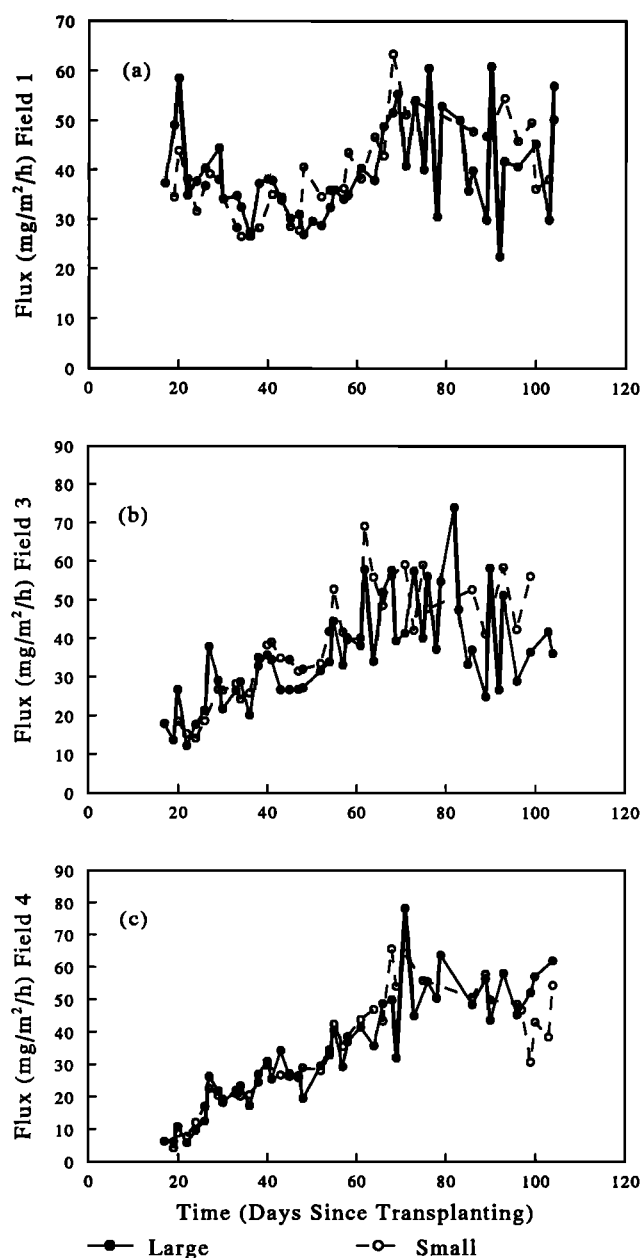 70
60
50
40
30
20
10
0
Flux (mg/m²/h) Field 1
(a)
0 20 40 60 80 100 120
90
80
70
60
50
40
30
20
10
0
Flux (mg/m²/h) Field 3
(b)
0 20 40 60 80 100 120
90
80
70
60
50
40
30
20
10
0
Flux (mg/m²/h) Field 4
(c)
0 20 40 60 80 100 120
Time (Days Since Transplanting)
Large Small